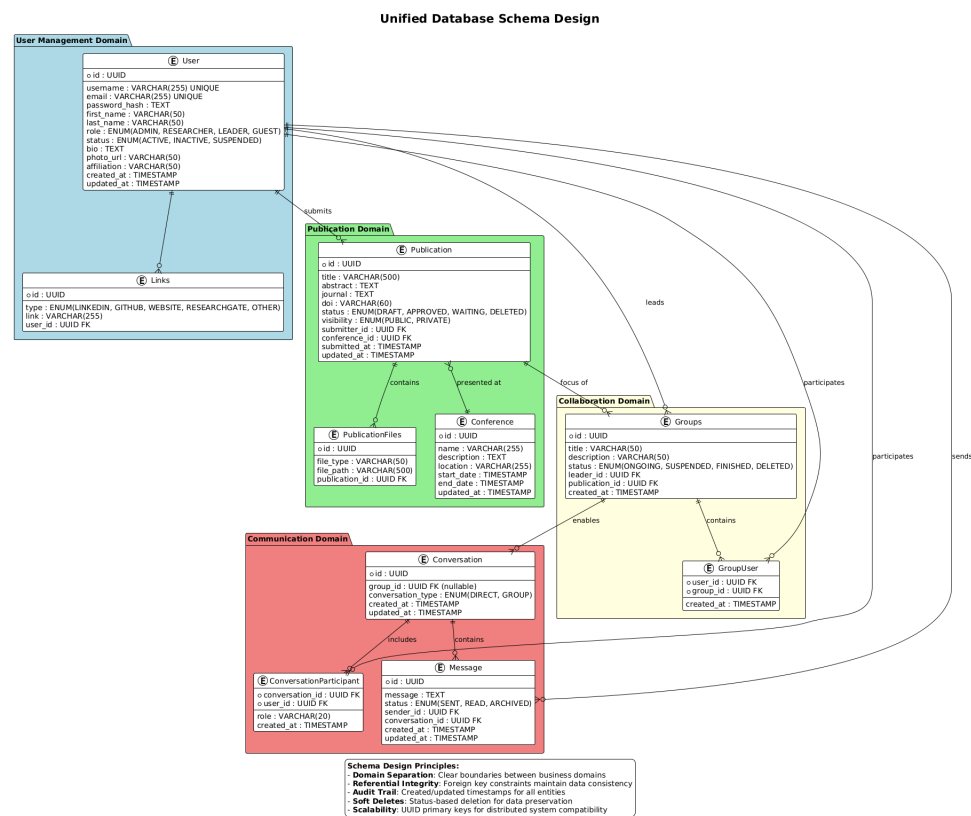 Unified Database Schema Design
User Management Domain
E User
id : UUID
username : VARCHAR(255) UNIQUE
email : VARCHAR(255) UNIQUE
password_hash : TEXT
first_name : VARCHAR(50)
last_name : VARCHAR(50)
role : ENUM(ADMIN, RESEARCHER, LEADER, GUEST)
status : ENUM(ACTIVE, INACTIVE, SUSPENDED)
bio : TEXT
photo_url : VARCHAR(50)
affiliation : VARCHAR(50)
created_at : TIMESTAMP
updated_at : TIMESTAMP
E Links
id : UUID
type : ENUM(LINKEDIN, GITHUB, WEBSITE, RESEARCHGATE, OTHER)
link : VARCHAR(255)
user_id : UUID FK
submits
Publication Domain
E Publication
id : UUID
title : VARCHAR(500)
abstract : TEXT
journal : TEXT
doi : VARCHAR(60)
status : ENUM(DRAFT, APPROVED, WAITING, DELETED)
visibility : ENUM(PUBLIC, PRIVATE)
submitter_id : UUID FK
conference_id : UUID FK
submitted_at : TIMESTAMP
updated_at : TIMESTAMP
contains
presented at
E PublicationFiles
id : UUID
file_type : VARCHAR(50)
file_path : VARCHAR(500)
publication_id : UUID FK
E Conference
id : UUID
name : VARCHAR(255)
description : TEXT
location : VARCHAR(255)
start_date : TIMESTAMP
end_date : TIMESTAMP
updated_at : TIMESTAMP
leads
focus of
participates
participates
sends
Collaboration Domain
E Groups
id : UUID
title : VARCHAR(50)
description : VARCHAR(50)
status : ENUM(ONGOING, SUSPENDED, FINISHED, DELETED)
leader_id : UUID FK
publication_id : UUID FK
created_at : TIMESTAMP
enables
contains
E GroupUser
user_id : UUID FK
group_id : UUID FK
created_at : TIMESTAMP
Communication Domain
E Conversation
id : UUID
group_id : UUID FK (nullable)
conversation_type : ENUM(DIRECT, GROUP)
created_at : TIMESTAMP
updated_at : TIMESTAMP
includes
contains
E ConversationParticipant
conversation_id : UUID FK
user_id : UUID FK
role : VARCHAR(20)
created_at : TIMESTAMP
E Message
id : UUID
message : TEXT
status : ENUM(SENT, READ, ARCHIVED)
sender_id : UUID FK
conversation_id : UUID FK
created_at : TIMESTAMP
updated_at : TIMESTAMP
Schema Design Principles:
- Domain Separation: Clear boundaries between business domains
- Referential Integrity: Foreign key constraints maintain data consistency
- Audit Trail: Created/updated timestamps for all entities
- Soft Deletes: Status-based deletion for data preservation
- Scalability: UUID primary keys for distributed system compatibility